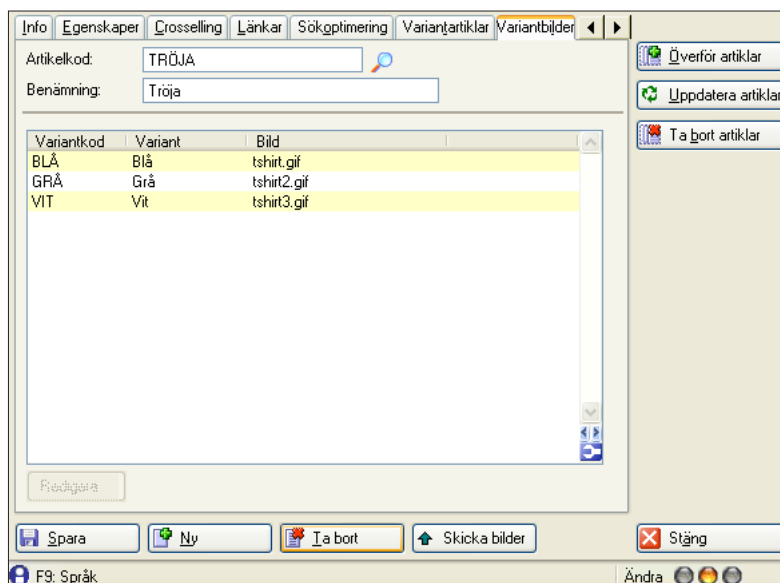 Info Egenskaper Crosselling Länkar Sökoptimering Variantartiklar Variantbilder
Artikelkod: TRÖJA
Benämning: Tröja
Överför artiklar
Uppdatera artiklar
Ta bort artiklar
Variantkod Variant Bild
BLÅ Blå tshirt.gif
GRÅ Grå tshirt2.gif
VIT Vit tshirt3.gif
Redigera
Spara Ny Ta bort Skicka bilder Stäng
F9: Språk Ändra